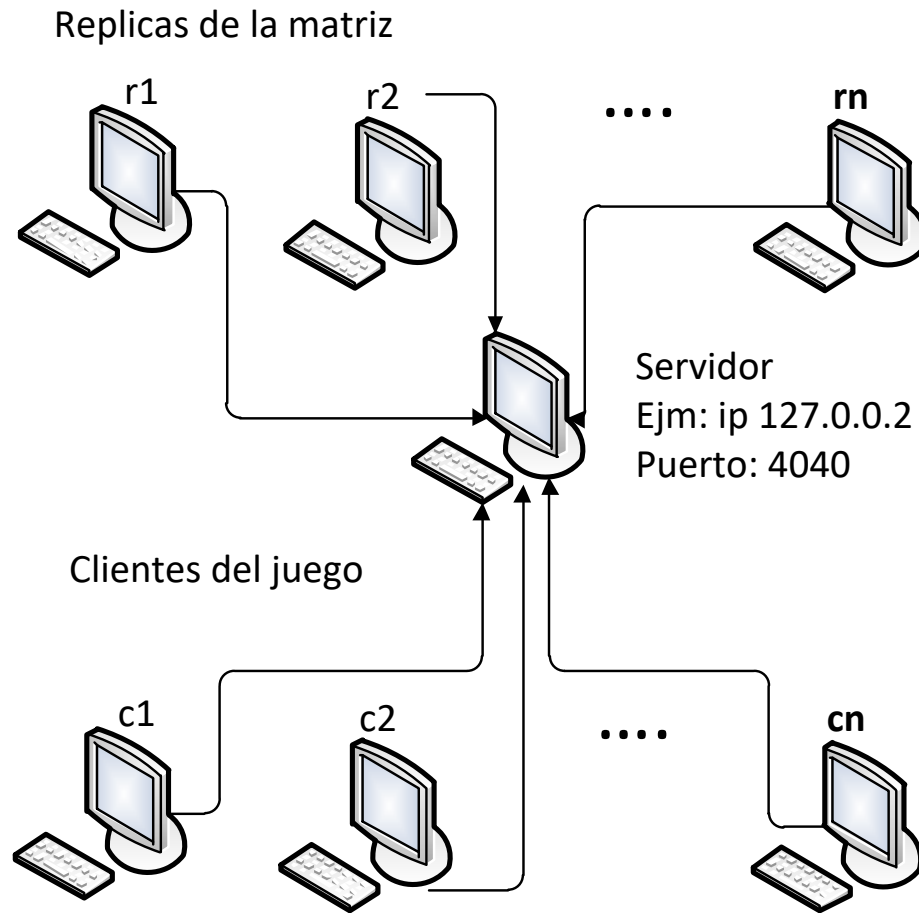 Replicas de la matriz
r1
r2
....
rn
Servidor
Ejm: ip 127.0.0.2
Puerto: 4040
Clientes del juego
c1
c2
....
cn